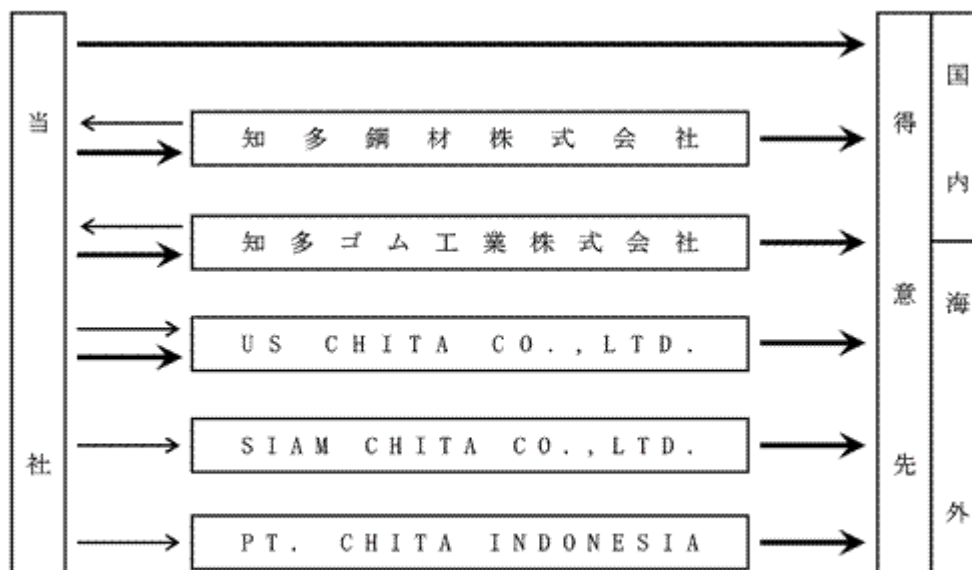 当社
知多鋼材株式会社
知多ゴム工業株式会社
US CHITA CO.,LTD.
SIAM CHITA CO.,LTD.
PT. CHITA INDONESIA
得意先
国内
海外